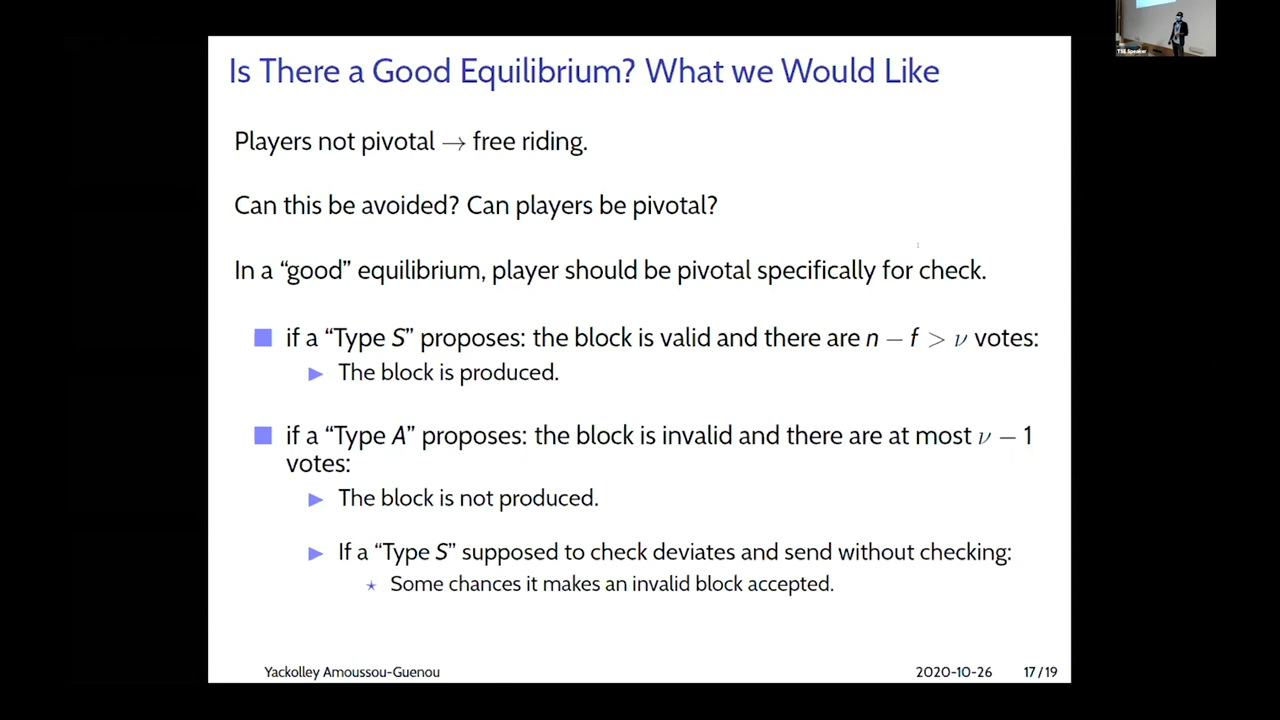 Is There a Good Equilibrium? What we Would Like
Players not pivotal → free riding.
Can this be avoided? Can players be pivotal?
In a “good” equilibrium, player should be pivotal specifically for check.
if a “Type S” proposes: the block is valid and there are n − f > ν votes:
The block is produced.
if a “Type A” proposes: the block is invalid and there are at most ν − 1
votes:
The block is not produced.
If a “Type S” supposed to check deviates and send without checking:
Some chances it makes an invalid block accepted.
Yackolley Amoussou-Guenou
2020-10-26
17/19
TSE Speaker